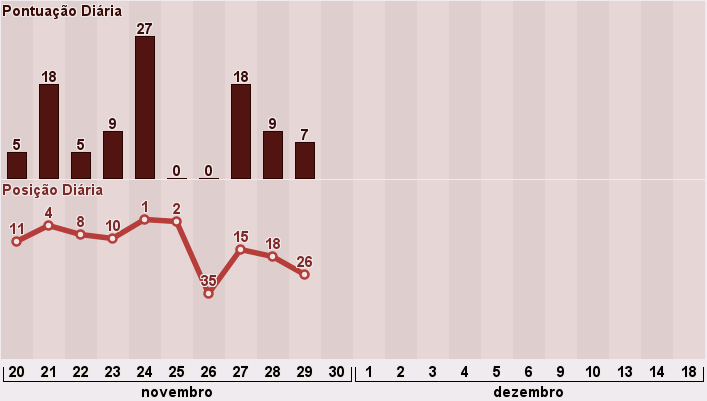 Pontuação Diária
5 18 5 9 27 0 0 18 9 7
Posição Diária
11 4 8 10 1 2 35 15 18 26
20 21 22 23 24 25 26 27 28 29 30 1 2 3 4 5 6 9 10 13 14 18
novembro dezembro